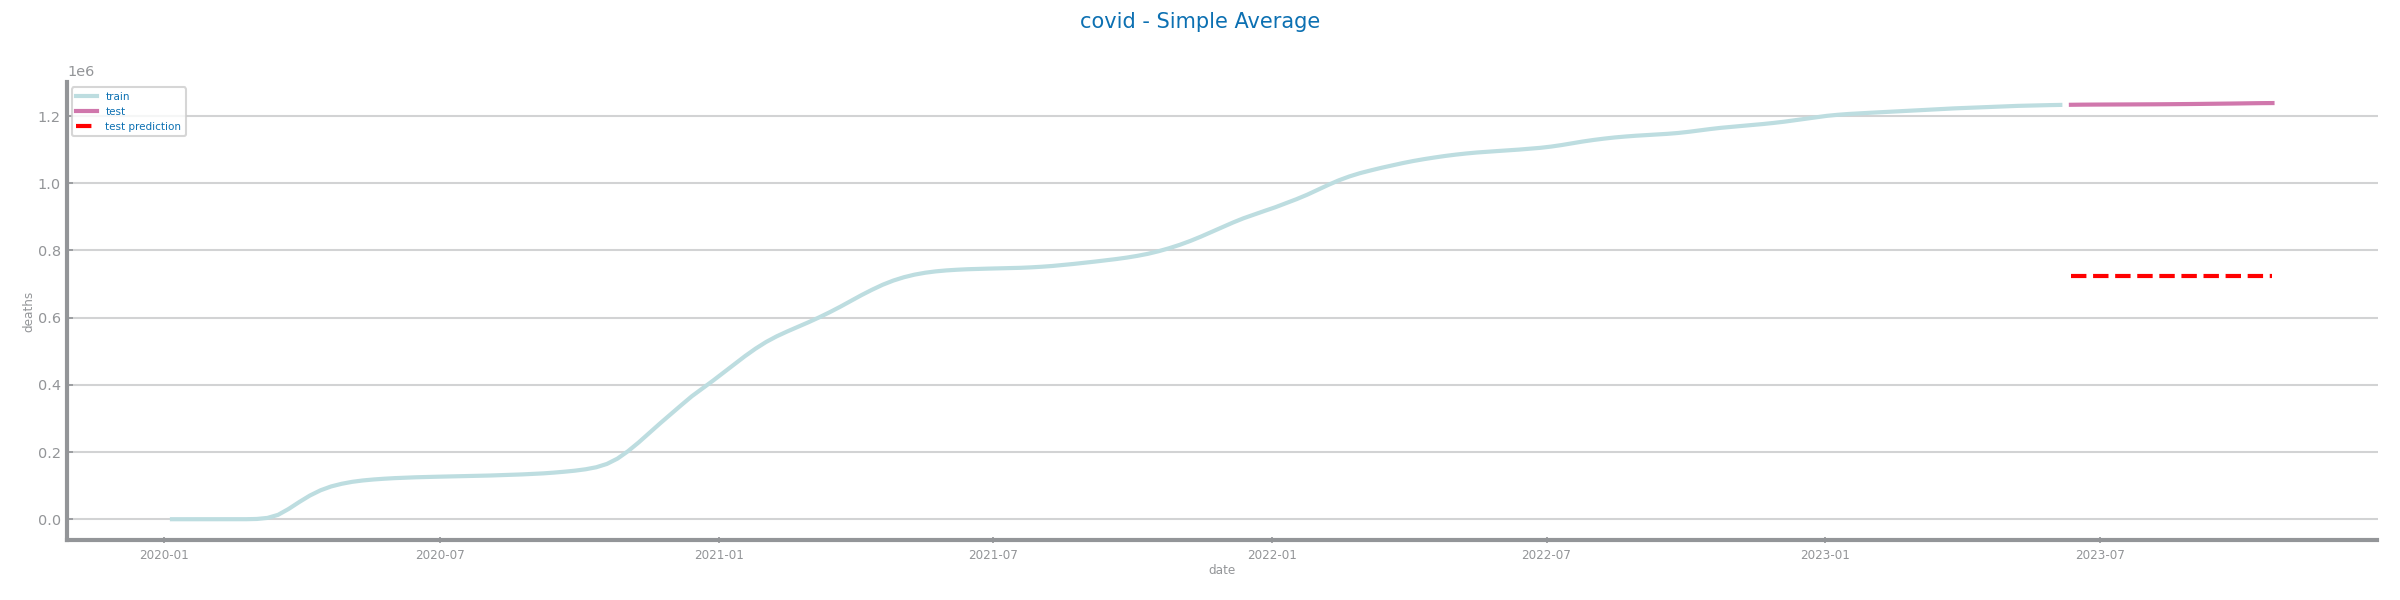 covid - Simple Average
1e6
train
test
test prediction
1.2
1.0
0.8
0.6
0.4
0.2
0.0
deaths
2020-01 2020-07 2021-01 2021-07 2022-01 2022-07 2023-01 2023-07
date